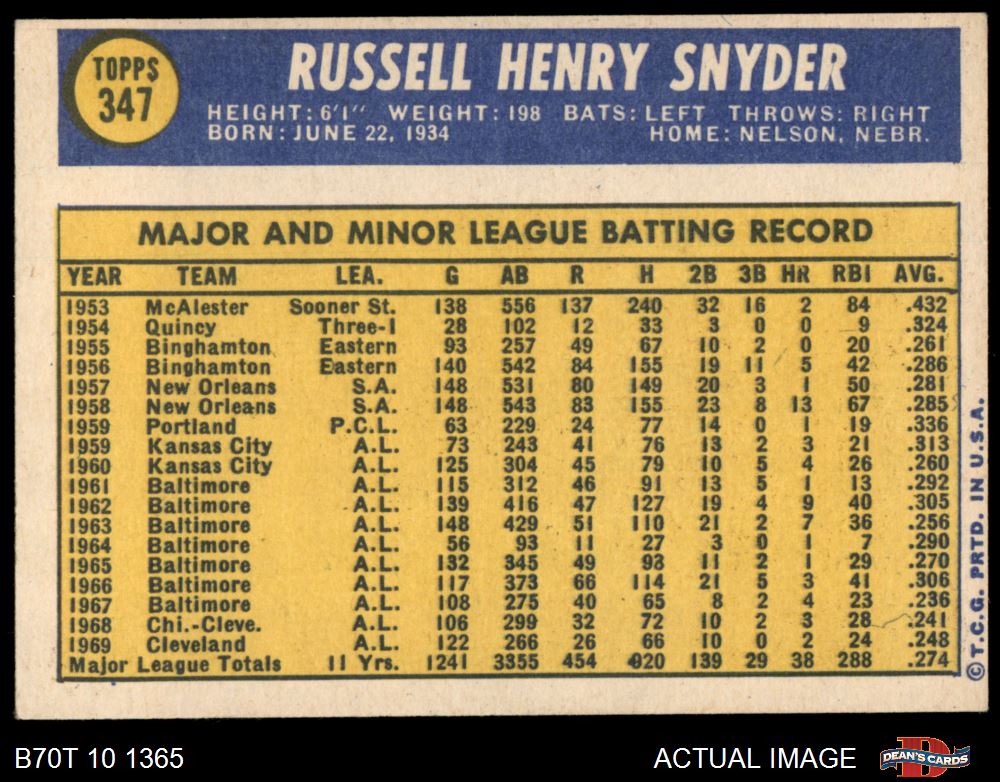 TOPPS
347
RUSSELL HENRY SNYDER
HEIGHT: 6'1" WEIGHT: 198 BATS: LEFT THROWS: RIGHT
BORN: JUNE 22, 1934 HOME: NELSON, NEBR.
MAJOR AND MINOR LEAGUE BATTING RECORD
YEAR TEAM LEA. G AB R H 2B 3B HR RBI AVG.
1953 McAlester Sooner St. 138 556 137 240 32 16 2 84 .432
1954 Quincy Three-I 28 102 12 33 3 0 0 9 .324
1955 Binghamton Eastern 93 257 49 67 10 2 0 20 .261
1956 Binghamton Eastern 140 542 84 155 19 11 5 42 .286
1957 New Orleans S.A. 148 531 80 149 20 3 1 50 .281
1958 New Orleans S.A. 148 543 83 155 23 8 13 67 .285
1959 Portland P.C.L. 63 229 24 77 14 0 1 19 .336
1959 Kansas City A.L. 73 243 41 76 13 2 3 21 .313
1960 Kansas City A.L. 125 304 45 79 10 5 4 26 .260
1961 Baltimore A.L. 115 312 46 91 13 5 1 13 .292
1962 Baltimore A.L. 139 416 47 127 19 4 9 40 .305
1963 Baltimore A.L. 148 429 51 110 21 2 7 36 .256
1964 Baltimore A.L. 56 93 11 27 3 0 1 7 .290
1965 Baltimore A.L. 132 345 49 93 11 2 1 29 .270
1966 Baltimore A.L. 117 373 66 114 21 5 3 41 .306
1967 Baltimore A.L. 108 275 40 65 8 2 4 23 .236
1968 Chi.-Cleve. A.L. 106 299 32 72 10 2 3 28 .241
1969 Cleveland A.L. 122 266 26 66 10 0 2 24 .248
Major League Totals 11 Yrs. 1241 3355 454 920 139 29 38 288 .274
© T.C.G. PRTD. IN U.S.A.
B70T 10 1365 ACTUAL IMAGE
DEAN'S CARDS